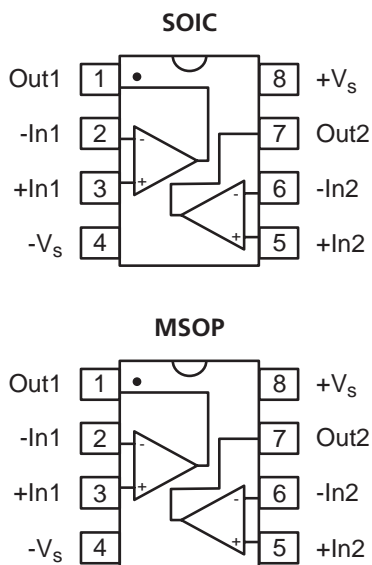 SOIC
Out1 1 8 +Vs
-In1 2 - 7 Out2
+In1 3 + - 6 -In2
-Vs 4 + 5 +In2
MSOP
Out1 1 8 +Vs
-In1 2 - 7 Out2
+In1 3 + - 6 -In2
-Vs 4 + 5 +In2